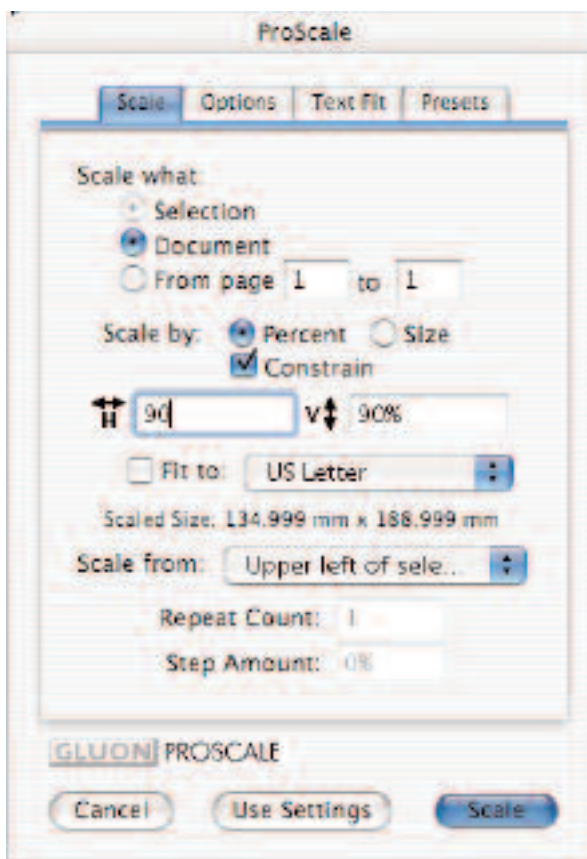 ProScale
Scale Options Text Fit Presets
Scale what:
Selection
Document
From page 1 to 1
Scale by: Percent Size
Constrain
H 90 V 90%
Fit to: US Letter
Scaled Size: 134.999 mm x 188.999 mm
Scale from: Upper left of sele...
Repeat Count: 1
Step Amount: 0%
GLUON PROSCALE
Cancel Use Settings Scale